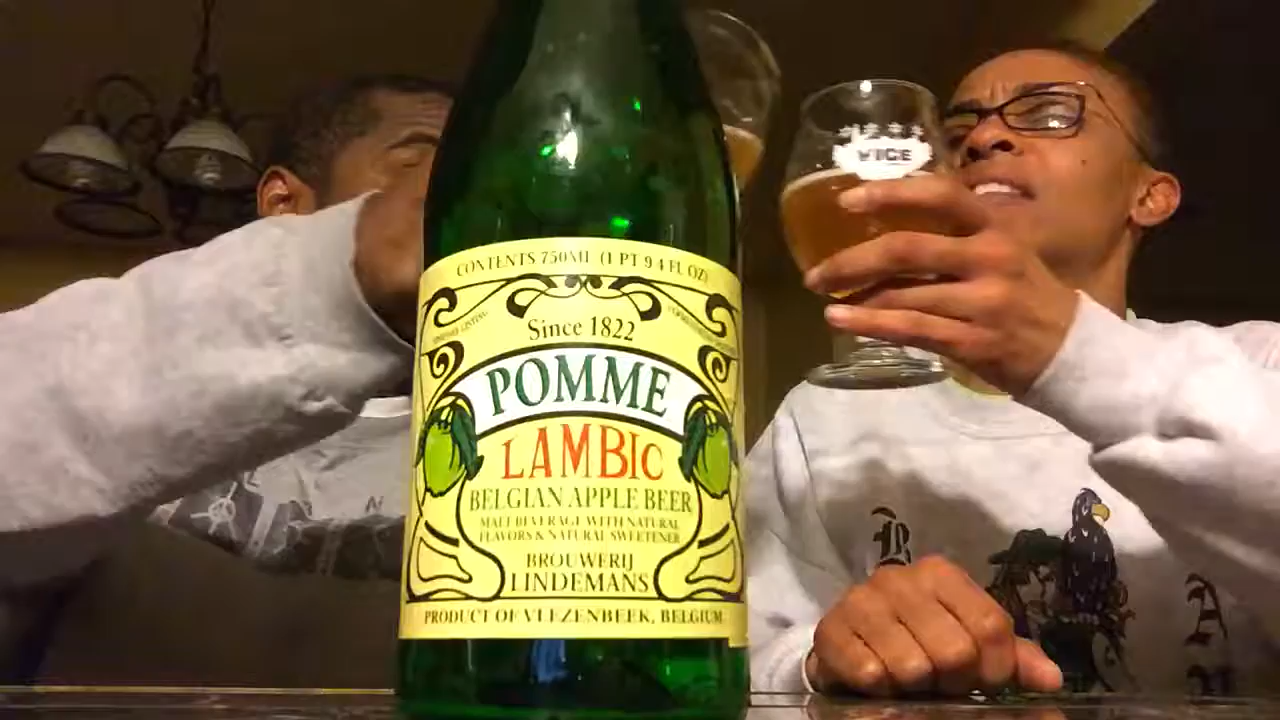 CONTENTS 750ML (1 PT 9.4 FL OZ)
Since 1822
POMME
LAMBIC
BELGIAN APPLE BEER
MALT BEVERAGE WITH NATURAL
FLAVORS & NATURAL SWEETENER
BROUWERIJ
LINDEMANS
PRODUCT OF VLEZENBEEK, BELGIUM
VICE
N
A